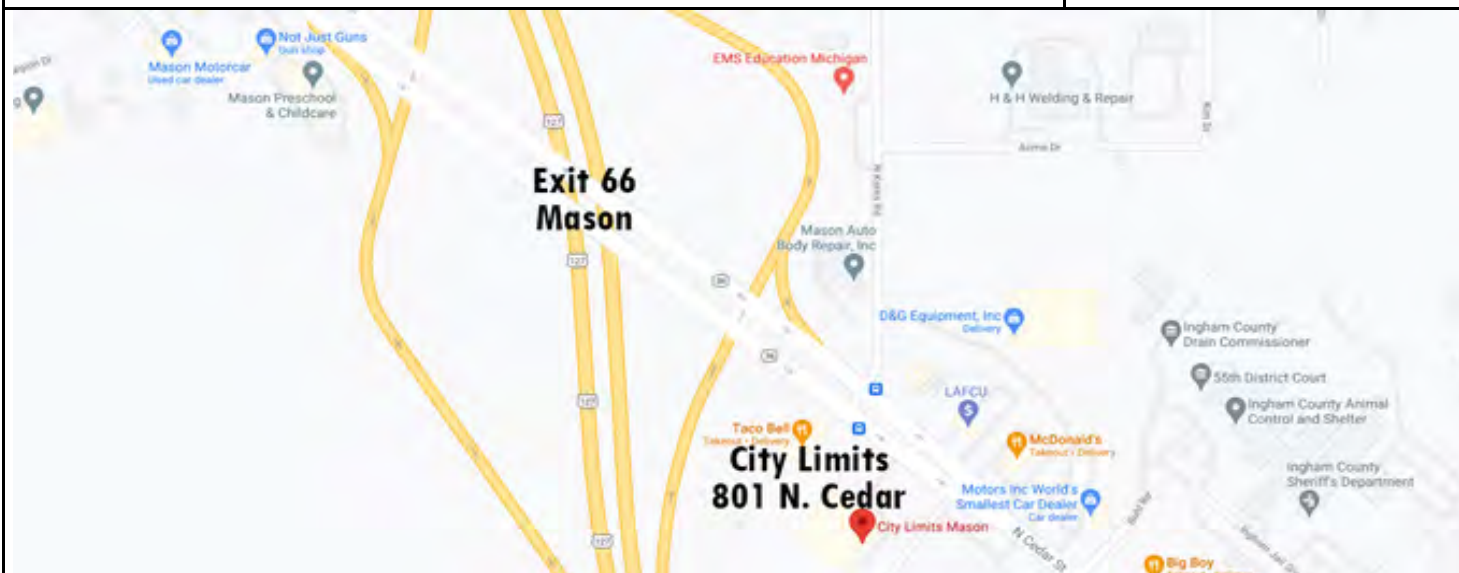 Not Just Guns
Gun shop
Mason Motorcar
Used car dealer
Mason Preschool
& Childcare
EMS Education Michigan
H & H Welding & Repair
Kim Dr
127
Acme Dr
Exit 66
Mason
Mason Auto
Body Repair, Inc
127
36
D&G Equipment, Inc
Delivery
Ingham County
Drain Commissioner
36
55th District Court
127
LAFCU
Ingham County Animal
Control and Shelter
Taco Bell
Takeout • Delivery
McDonald's
Takeout • Delivery
City Limits
801 N. Cedar
Ingham County
Sheriff's Department
Motors Inc World's
Smallest Car Dealer
Car dealer
City Limits Mason
N Cedar St
127
Big Boy